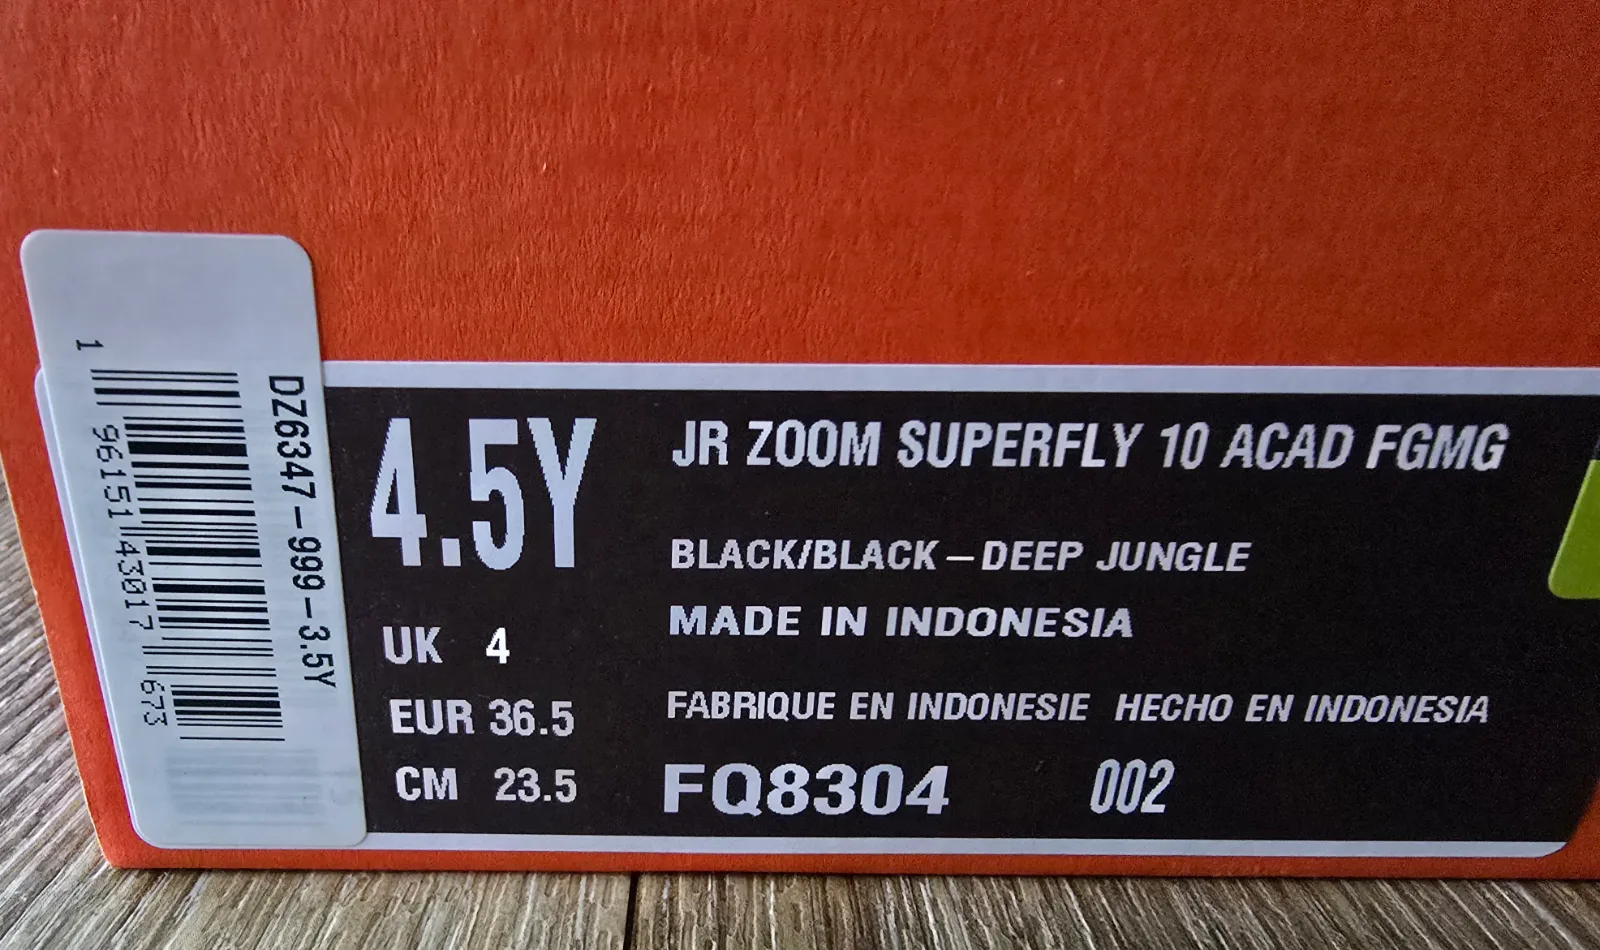 DZ6347-999-3.5Y
1 96151 43017 673
4.5Y
UK 4
EUR 36.5
CM 23.5
JR ZOOM SUPERFLY 10 ACAD FGMG
BLACK/BLACK-DEEP JUNGLE
MADE IN INDONESIA
FABRIQUE EN INDONESIE HECHO EN INDONESIA
FQ8304 002